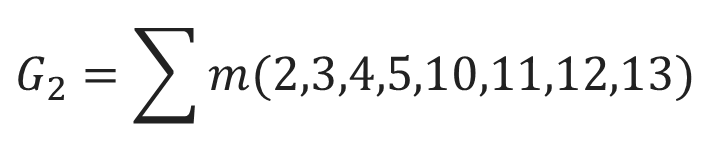 G₂ = ∑ m(2,3,4,5,10,11,12,13)